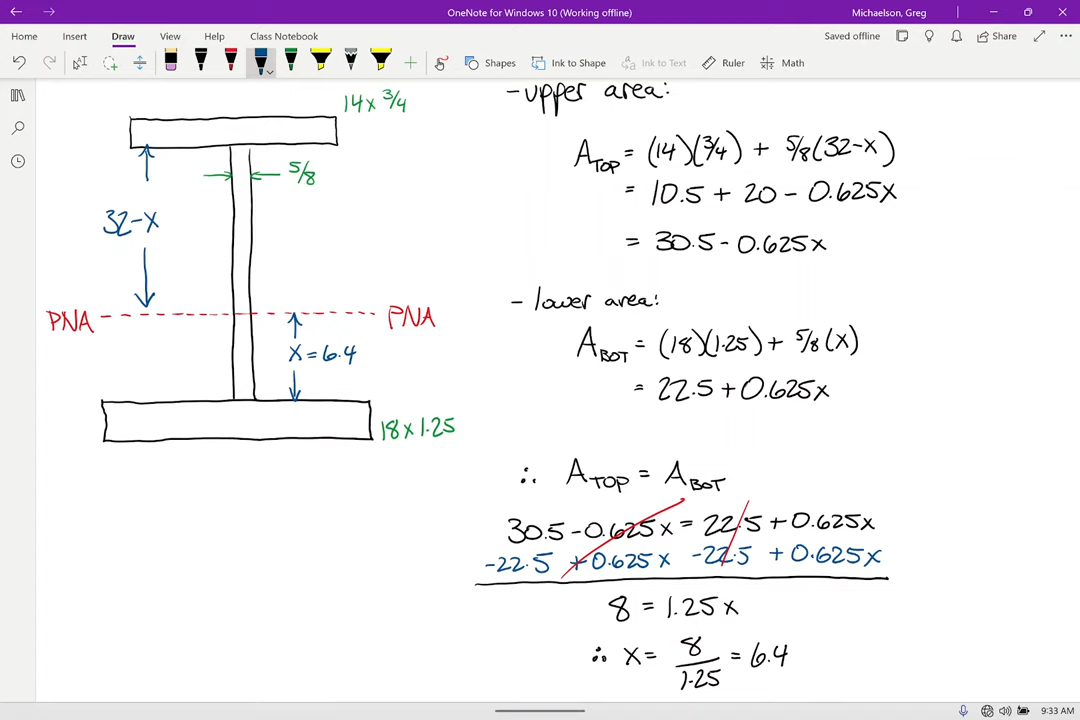 OneNote for Windows 10 (Working offline)
Michaelson, Greg
Home Insert Draw View Help Class Notebook
Saved offline
Share
Shapes
Ink to Shape
Ink to Text
Ruler
Math
14 x 3/4
5/8
32-x
PNA
PNA
x = 6.4
18 x 1.25
- upper area:
A_TOP = (14)(3/4) + 5/8(32-x)
= 10.5 + 20 - 0.625x
= 30.5 - 0.625x
- lower area:
A_BOT = (18)(1.25) + 5/8(x)
= 22.5 + 0.625x
∴ A_TOP = A_BOT
30.5 - 0.625x = 22.5 + 0.625x
-22.5 +0.625x -22.5 + 0.625x
8 = 1.25x
∴ x = 8/1.25 = 6.4
9:33 AM